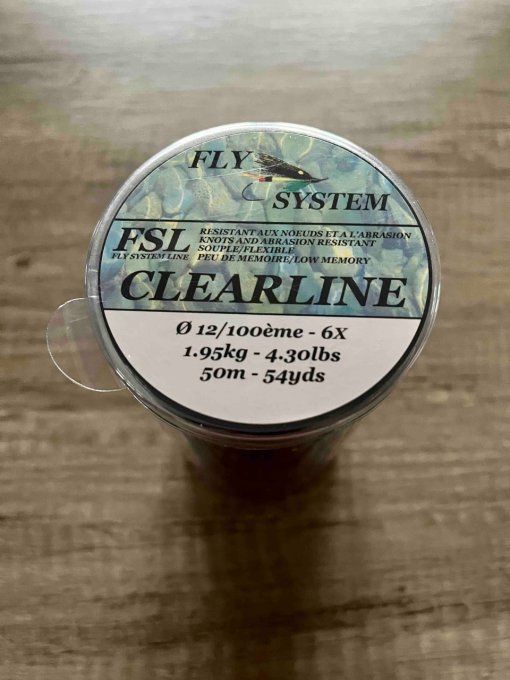 FLY
SYSTEM
FSL
FLY SYSTEM LINE
RESISTANT AUX NOEUDS ET A L'ABRASION
KNOTS AND ABRASION RESISTANT
SOUPLE/FLEXIBLE
PEU DE MEMOIRE/LOW MEMORY
CLEARLINE
Ø 12/100ème - 6X
1.95kg - 4.30lbs
50m - 54yds